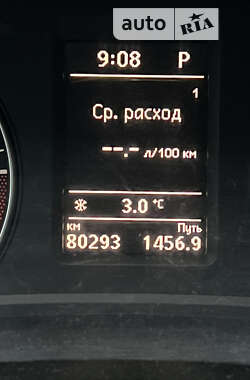 auto RIA
9:08 P
1
Ср. расход
--.- л/100 км
3.0 °C
км Путь
80293 1456.9